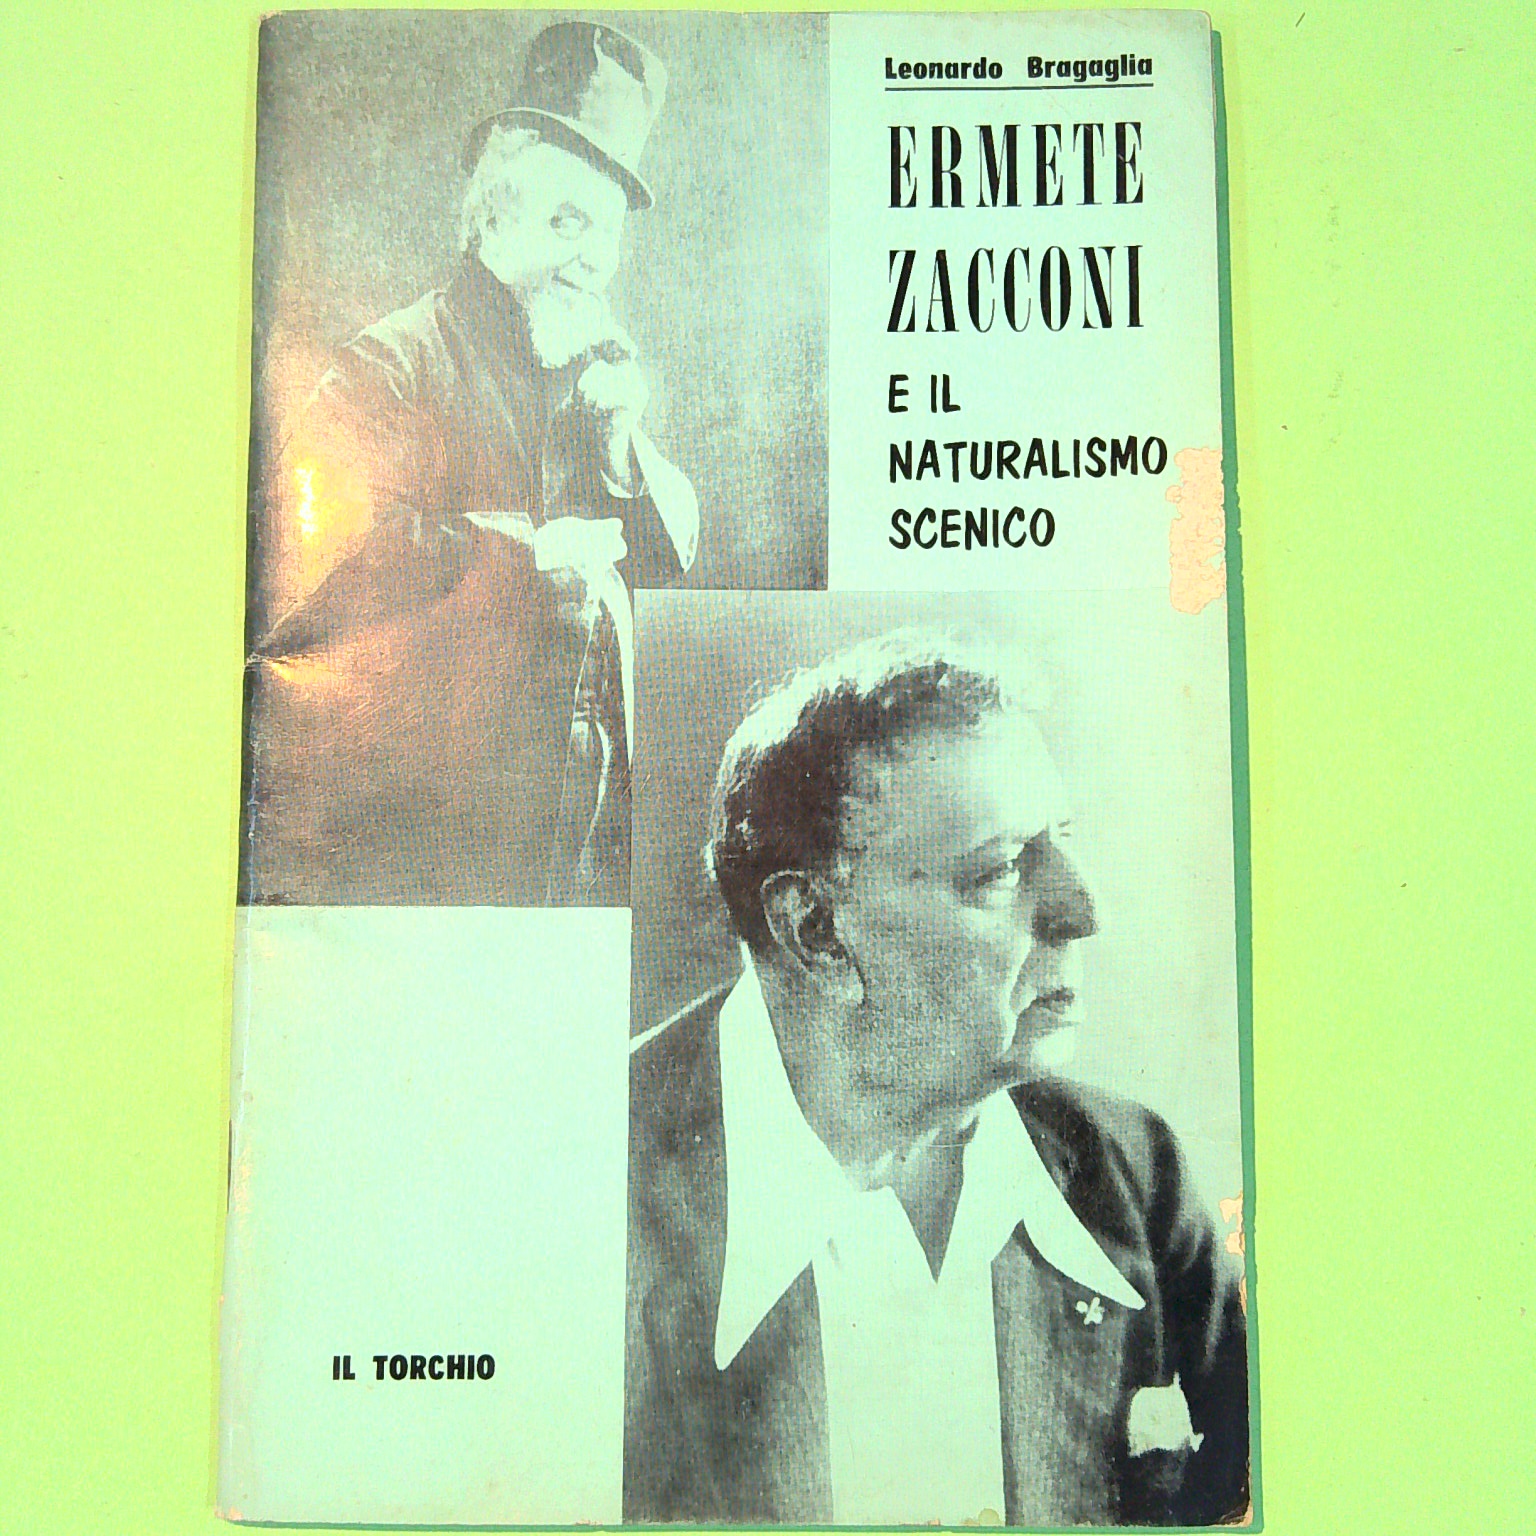 Leonardo Bragaglia
ERMETE
ZACCONI
E IL
NATURALISMO
SCENICO
IL TORCHIO